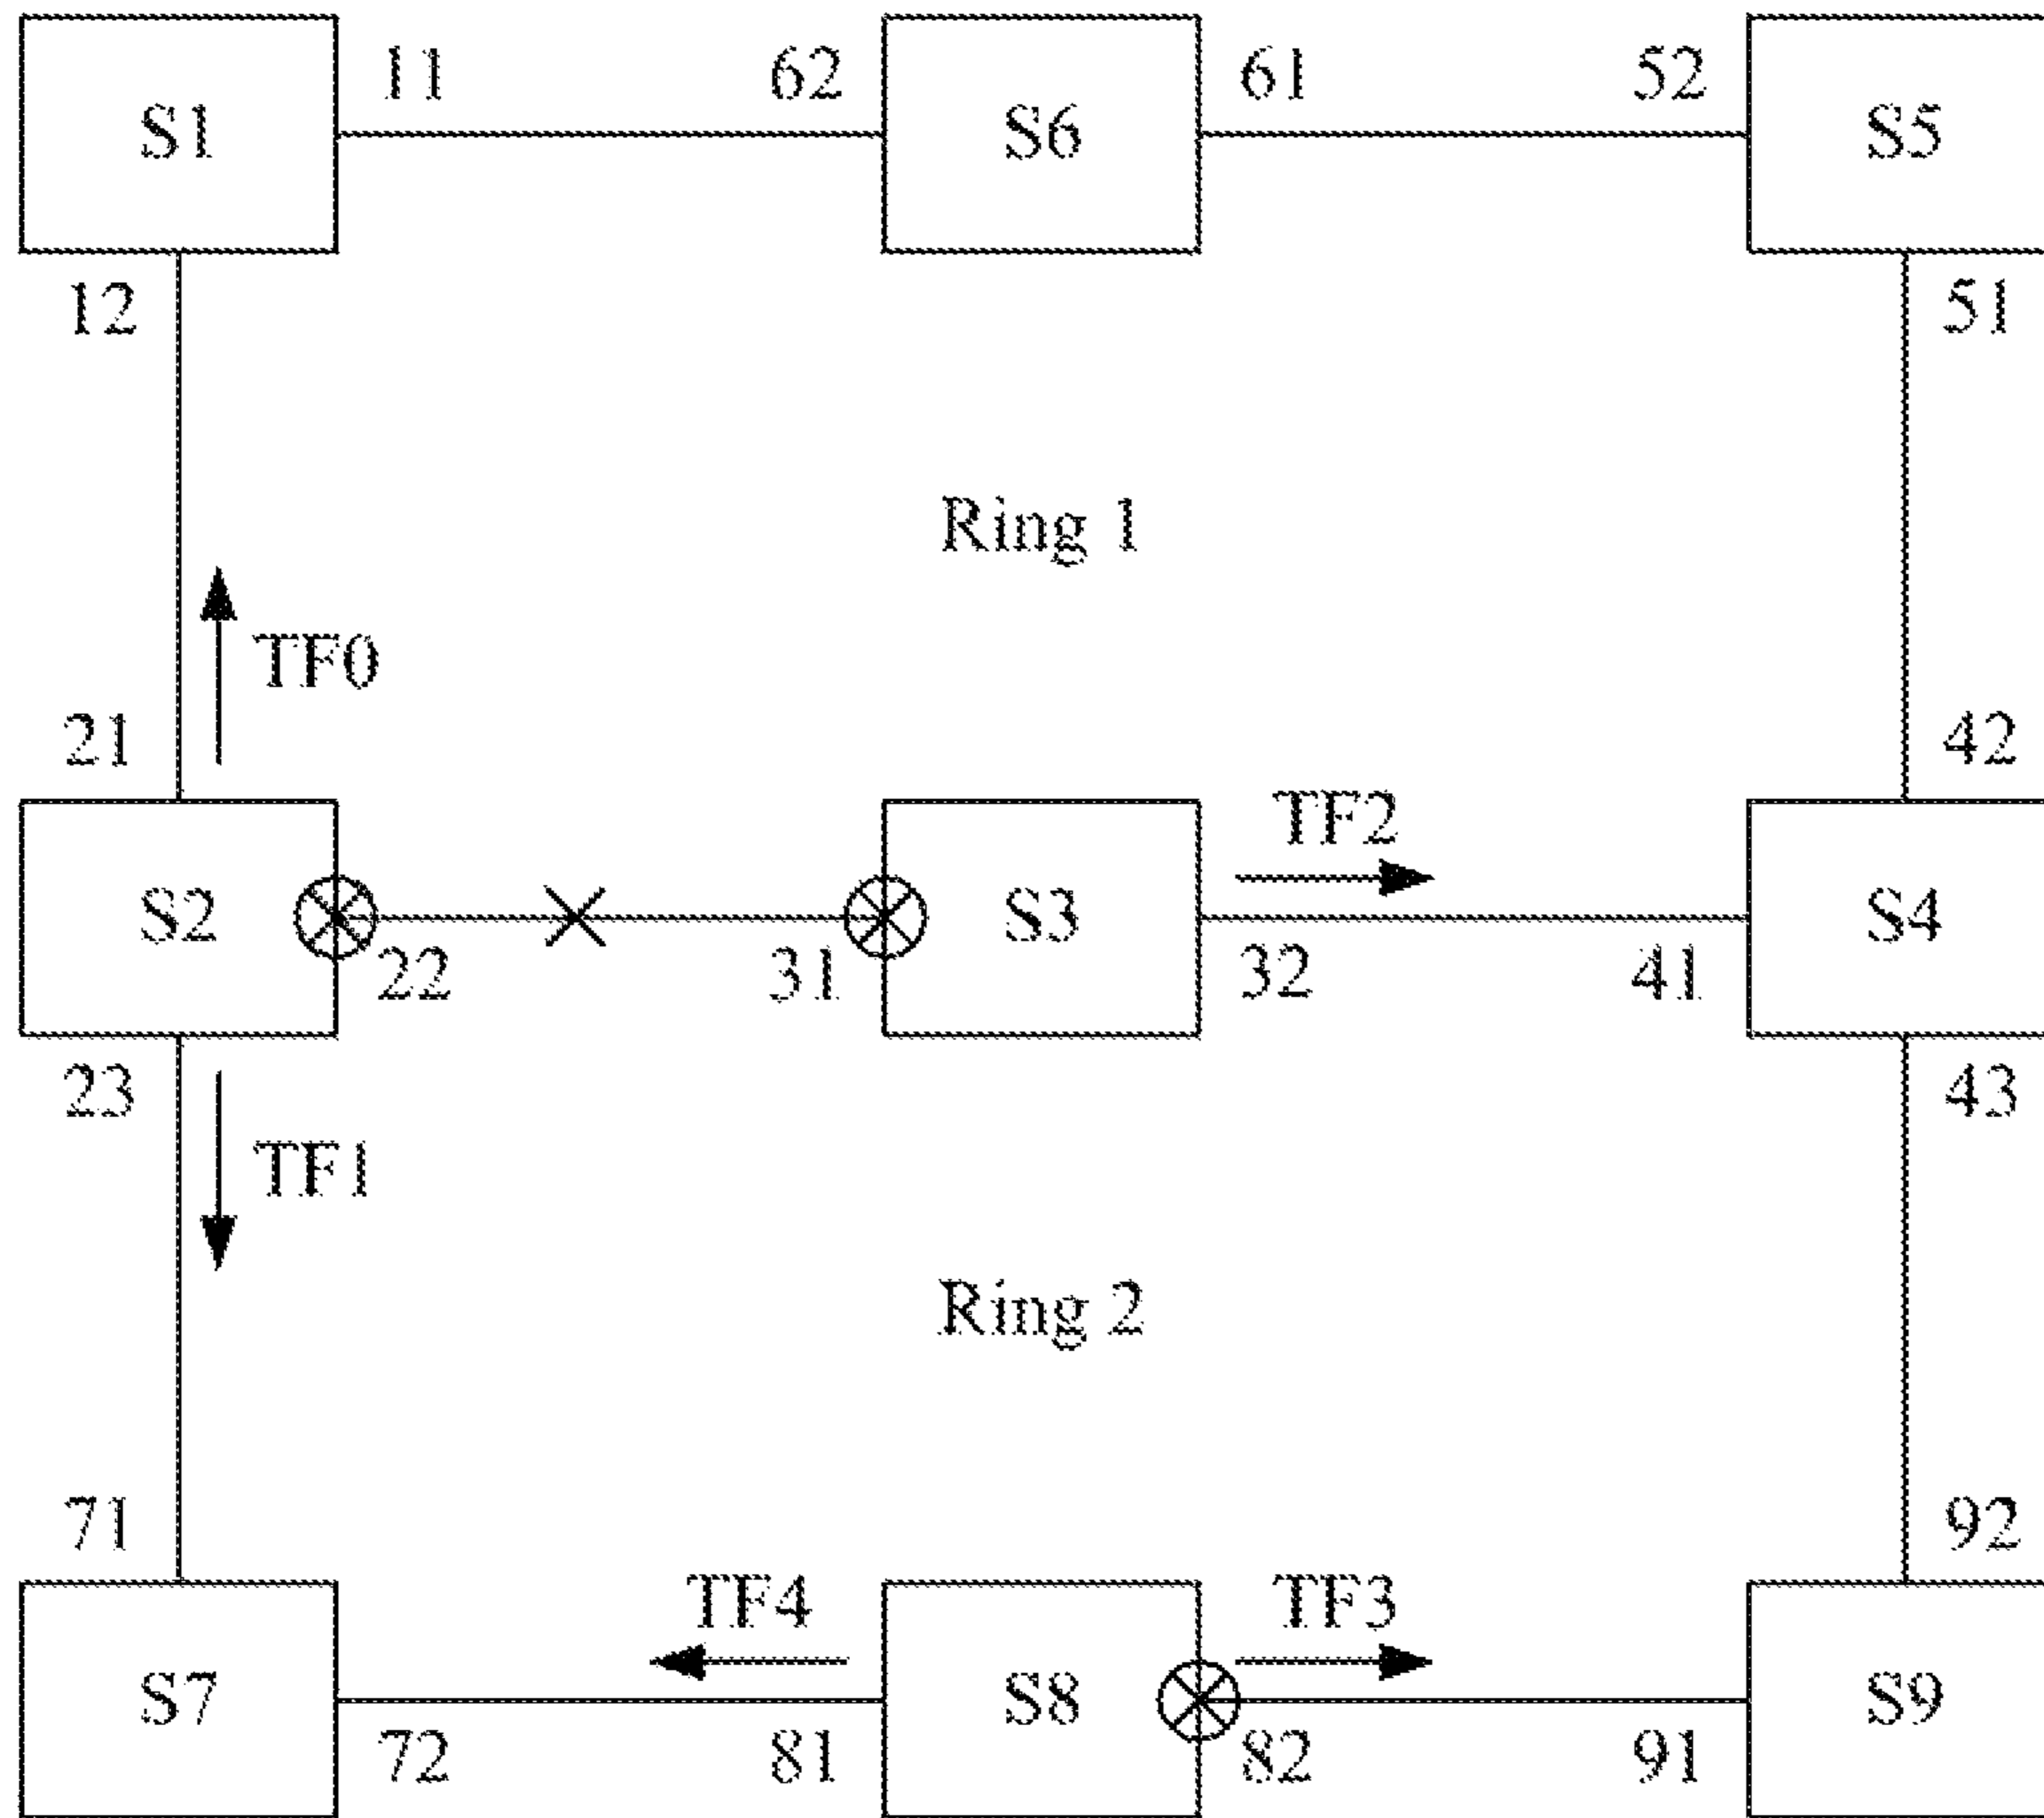 S1 11 62 S6 61 52 S5
12 51
Ring 1
TF0
21 42
TF2
S2 S3 S4
22 31 32 41
23 43
TF1
Ring 2
71 92
TF4 TF3
S7 S8 S9
72 81 82 91